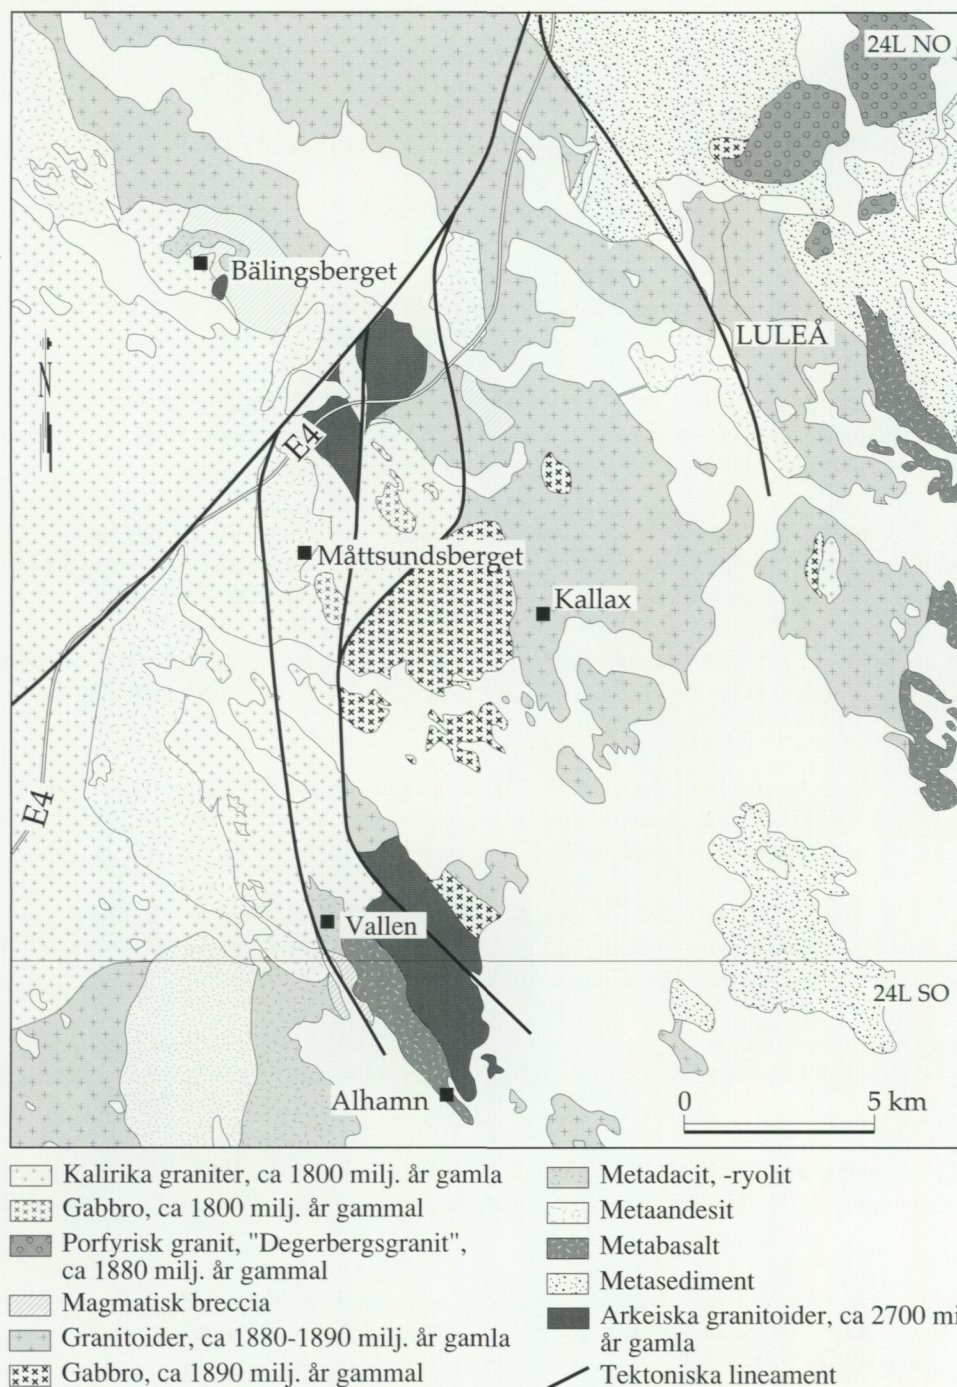 24L NO
Bälingsberget
LULEÅ
N
E4
Måttsundsberget
Kallax
E4
Vallen
24L SO
Alhamn
0 5 km
Kalirika graniter, ca 1800 milj. år gamla
Gabbro, ca 1800 milj. år gammal
Porfyrisk granit, "Degerbergsgranit",
ca 1880 milj. år gammal
Magmatisk breccia
Granitoider, ca 1880-1890 milj. år gamla
Gabbro, ca 1890 milj. år gammal
Metadacit, -ryolit
Metaandesit
Metabasalt
Metasediment
Arkeiska granitoider, ca 2700 mi
år gamla
Tektoniska lineament